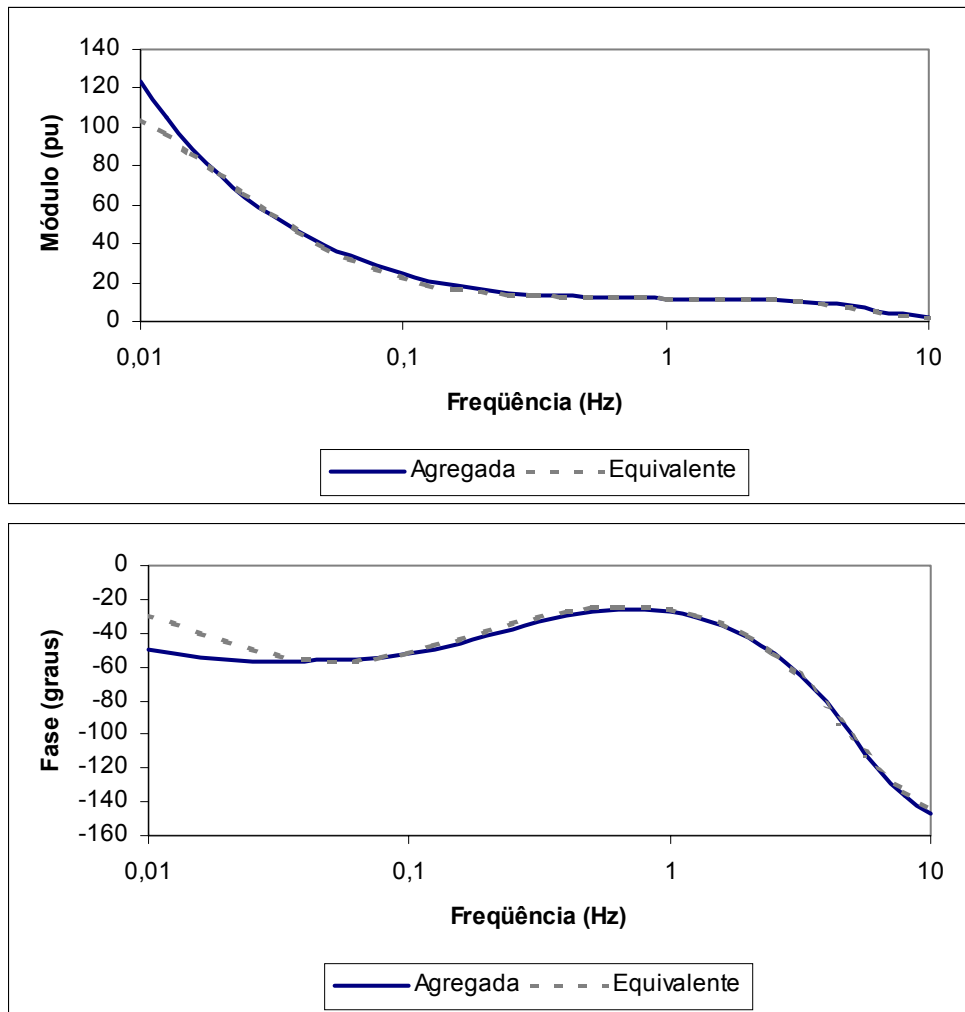 140
120
100
80
60
40
20
0
Módulo (pu)
0,01 0,1 1 10
Freqüência (Hz)
Agregada Equivalente
0
-20
-40
-60
-80
-100
-120
-140
-160
Fase (graus)
0,01 0,1 1 10
Freqüência (Hz)
Agregada Equivalente